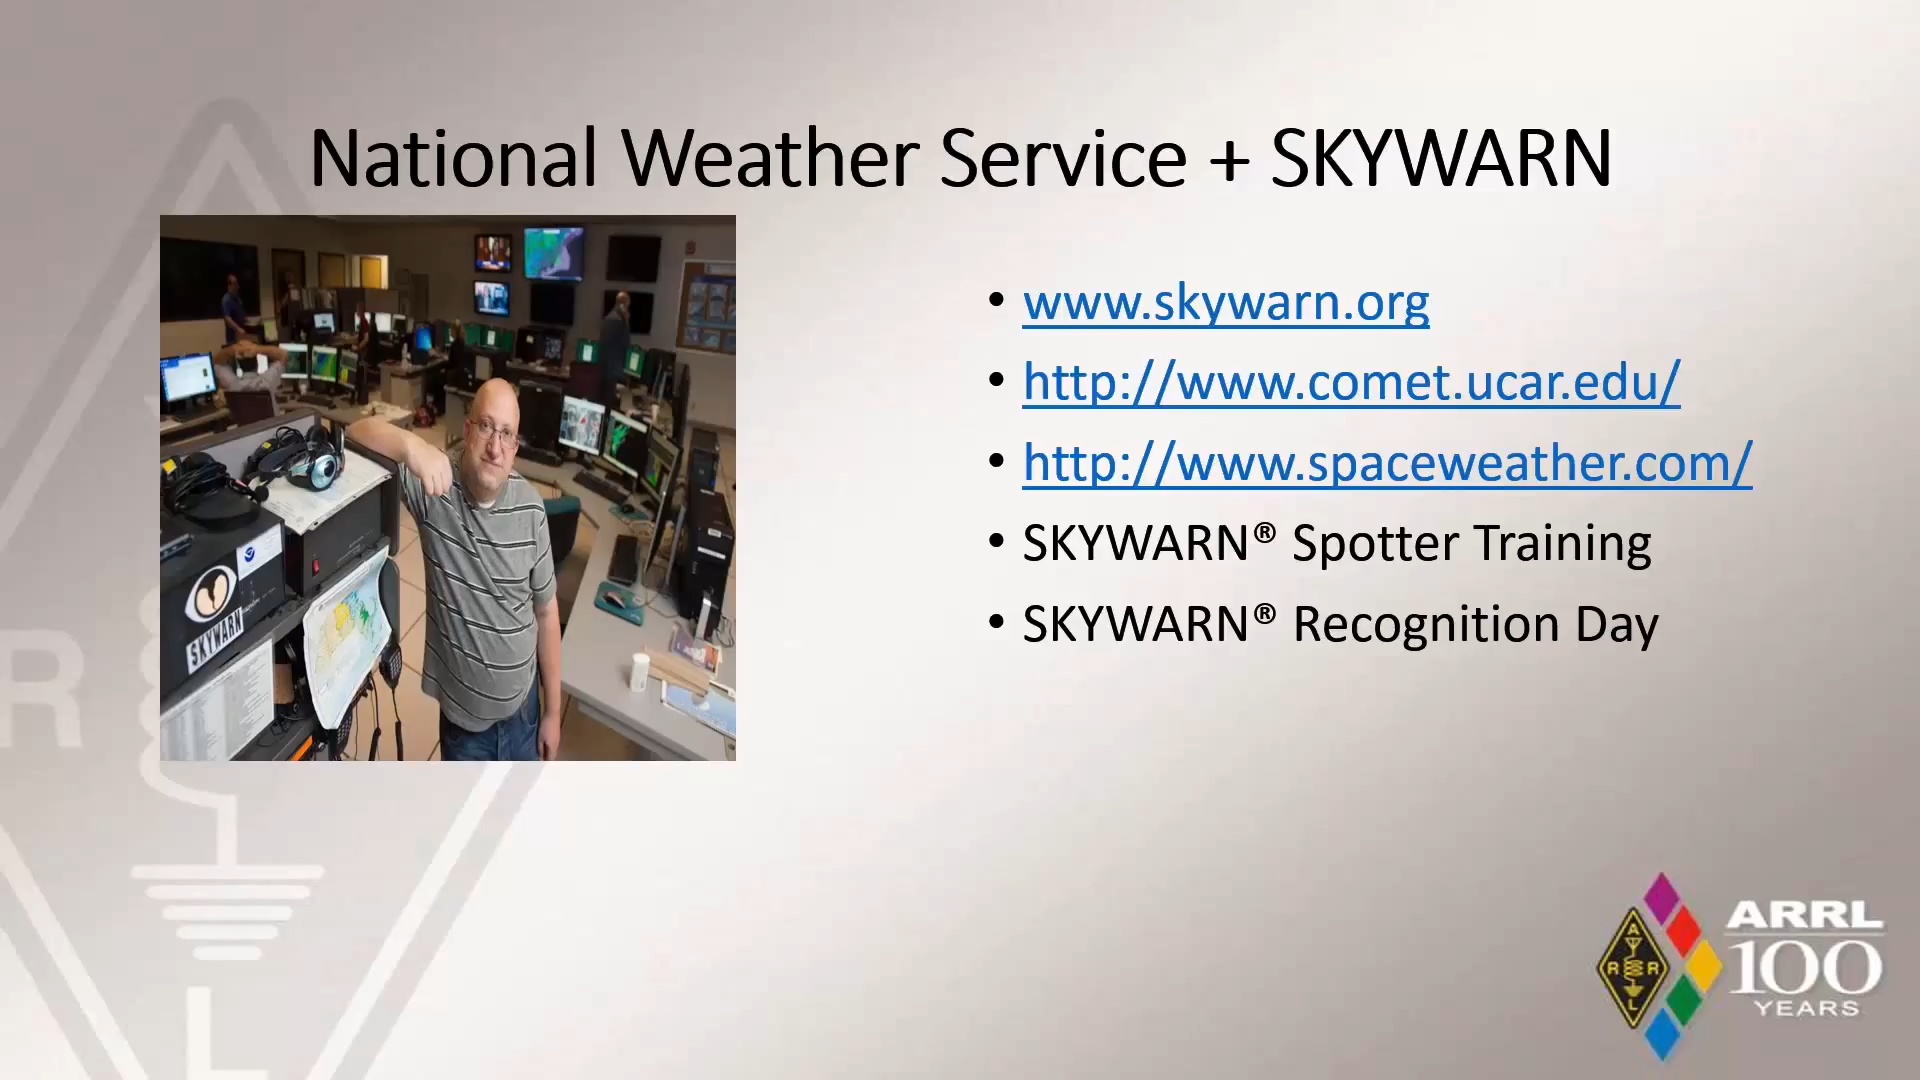 National Weather Service + SKYWARN
• www.skywarn.org
• http://www.comet.ucar.edu/
• http://www.spaceweather.com/
• SKYWARN® Spotter Training
• SKYWARN® Recognition Day
SKYWARN
R
L
A
R R
L
ARRL
100
YEARS